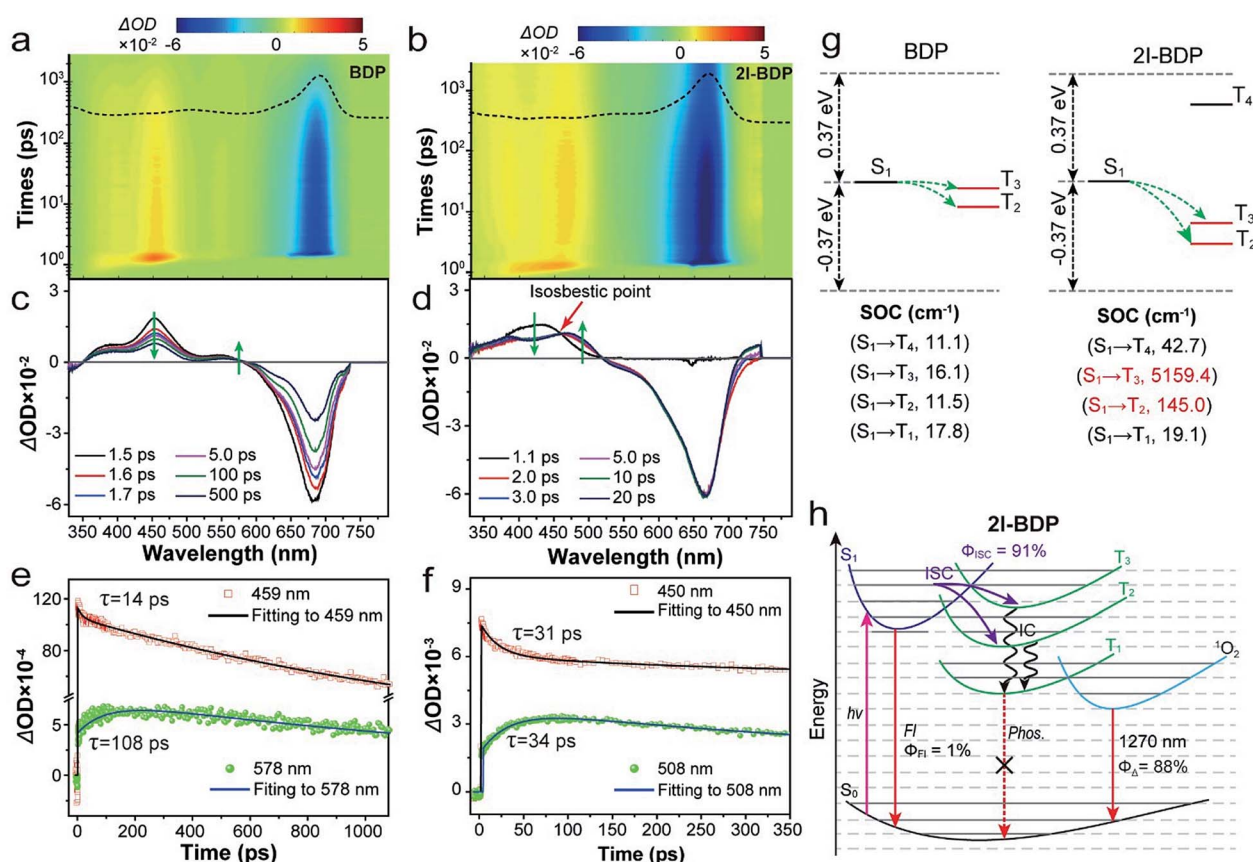 a
ΔOD
×10-2
-6
0
5
BDP
Times (ps)
10³
10²
10¹
10⁰
b
ΔOD
×10-2
-6
0
5
2I-BDP
Times (ps)
10³
10²
10¹
10⁰
c
ΔOD×10-2
3
0
-3
-6
1.5 ps
5.0 ps
1.6 ps
100 ps
1.7 ps
500 ps
350 450 550 650 750
Wavelength (nm)
d
Isosbestic point
ΔOD×10-2
3
0
-3
-6
1.1 ps
5.0 ps
2.0 ps
10 ps
3.0 ps
20 ps
350 450 550 650 750
Wavelength (nm)
e
ΔOD×10-4
120
80
5
0
τ=14 ps
459 nm
Fitting to 459 nm
τ=108 ps
578 nm
Fitting to 578 nm
0 200 400 600 800 1000
Time (ps)
f
ΔOD×10-3
9
6
3
0
450 nm
Fitting to 450 nm
τ=31 ps
τ=34 ps
508 nm
Fitting to 508 nm
0 50 100 150 200 250 300 350
Time (ps)
g
BDP
0.37 eV
-0.37 eV
S₁
T₃
T₂
SOC (cm⁻¹)
(S₁→T₄, 11.1)
(S₁→T₃, 16.1)
(S₁→T₂, 11.5)
(S₁→T₁, 17.8)
2I-BDP
0.37 eV
-0.37 eV
T₄
S₁
T₃
T₂
SOC (cm⁻¹)
(S₁→T₄, 42.7)
(S₁→T₃, 5159.4)
(S₁→T₂, 145.0)
(S₁→T₁, 19.1)
h
2I-BDP
Energy
S₁
Φ_ISC = 91%
T₃
ISC
T₂
IC
T₁
¹O₂
hv
Fl
Φ_Fl = 1%
Phos.
1270 nm
Φ_Δ = 88%
S₀